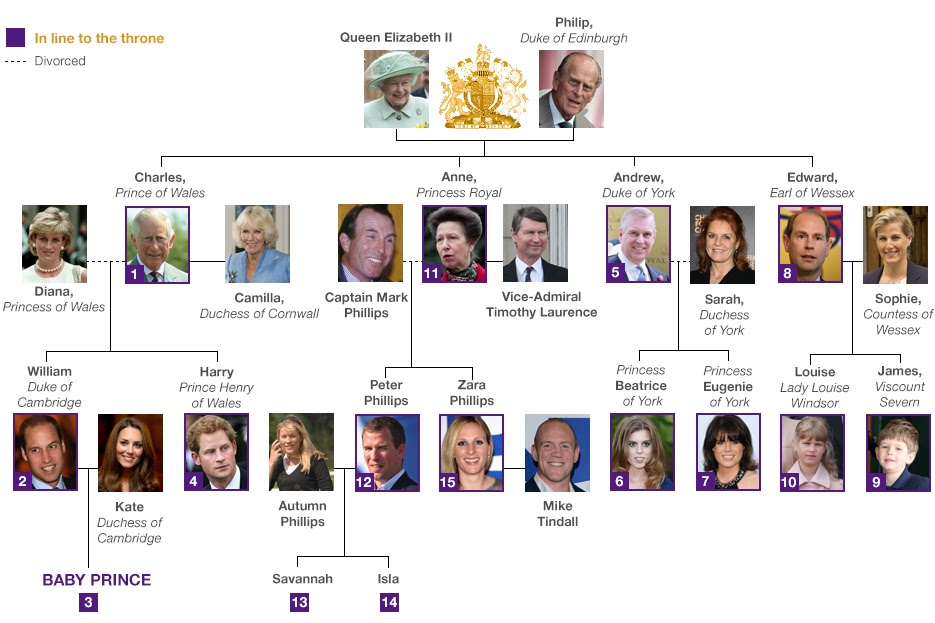 In line to the throne
Divorced
Queen Elizabeth II
Philip,
Duke of Edinburgh
Charles,
Prince of Wales
Anne,
Princess Royal
Andrew,
Duke of York
Edward,
Earl of Wessex
1
11
5
8
Diana,
Princess of Wales
Camilla,
Duchess of Cornwall
Captain Mark
Phillips
Vice-Admiral
Timothy Laurence
Sarah,
Duchess
of York
Sophie,
Countess of
Wessex
William
Duke of
Cambridge
Harry
Prince Henry
of Wales
Peter
Phillips
Zara
Phillips
Princess
Beatrice
of York
Princess
Eugenie
of York
Louise
Lady Louise
Windsor
James,
Viscount
Severn
2
4
12
15
6
7
10
9
Kate
Duchess of
Cambridge
Autumn
Phillips
Mike
Tindall
BABY PRINCE
3
Savannah
13
Isla
14